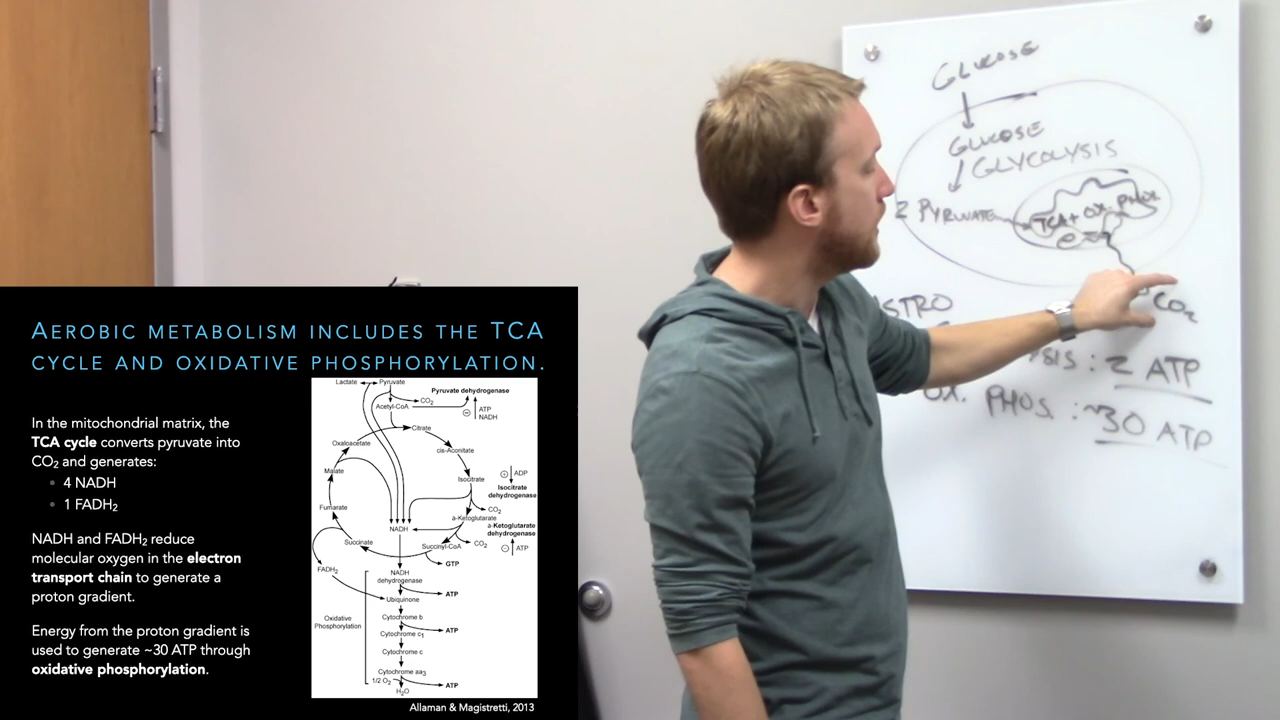 AEROBIC METABOLISM INCLUDES THE TCA
CYCLE AND OXIDATIVE PHOSPHORYLATION.
In the mitochondrial matrix, the
TCA cycle converts pyruvate into
CO₂ and generates:
• 4 NADH
• 1 FADH₂
NADH and FADH₂ reduce
molecular oxygen in the electron
transport chain to generate a
proton gradient.
Energy from the proton gradient is
used to generate ~30 ATP through
oxidative phosphorylation.
Lactate
Pyruvate
Pyruvate dehydrogenase
CO₂
Acetyl-CoA
ATP
NADH
Citrate
Oxaloacetate
cis-Aconitate
Malate
Isocitrate
ADP
Isocitrate
dehydrogenase
Fumarate
CO₂
a-Ketoglutarate
a-Ketoglutarate
dehydrogenase
NADH
Succinate
Succinyl-CoA
CO₂
ATP
GTP
FADH₂
NADH
dehydrogenase
ATP
Ubiquinone
Oxidative
Phosphorylation
Cytochrome b
ATP
Cytochrome c₁
Cytochrome c
Cytochrome aa₃
1/2 O₂
ATP
H₂O
Allaman & Magistretti, 2013
GLUCOSE
GLUCOSE
GLYCOLYSIS
2 PYRUVATE
TCA + OX. PHOX
CO₂
STRO
SIS : 2 ATP
OX. PHOS. : ~30 ATP